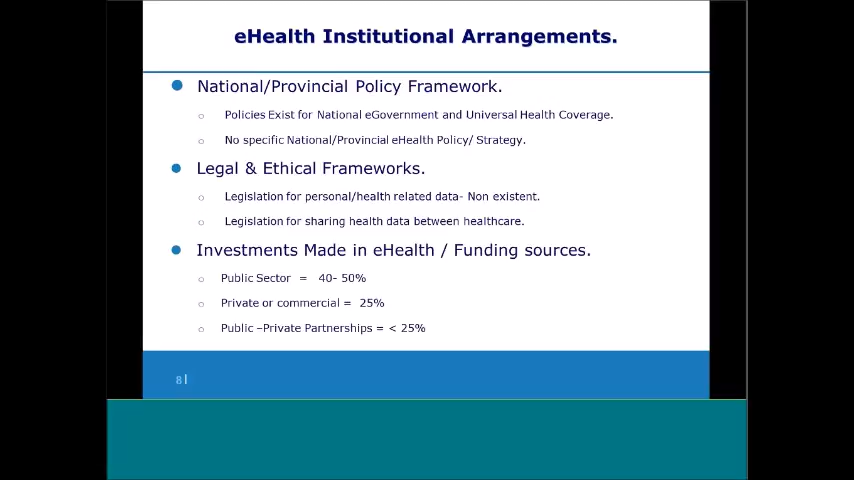 eHealth Institutional Arrangements.
National/Provincial Policy Framework.
Policies Exist for National eGovernment and Universal Health Coverage.
No specific National/Provincial eHealth Policy/ Strategy.
Legal & Ethical Frameworks.
Legislation for personal/health related data- Non existent.
Legislation for sharing health data between healthcare.
Investments Made in eHealth / Funding sources.
Public Sector = 40- 50%
Private or commercial = 25%
Public –Private Partnerships = < 25%
8|